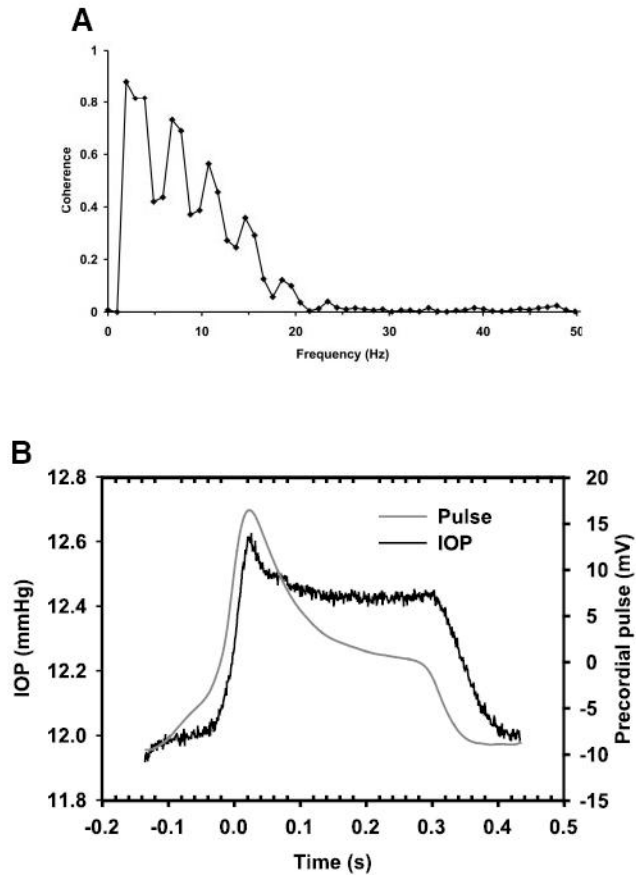 A
1
0.8
0.6
0.4
0.2
0
Coherence
0 10 20 30 40 50
Frequency (Hz)
B
12.8
12.6
12.4
12.2
12.0
11.8
IOP (mmHg)
Pulse
IOP
20
15
10
5
0
-5
-10
-15
Precordial pulse (mV)
-0.2 -0.1 0.0 0.1 0.2 0.3 0.4 0.5
Time (s)